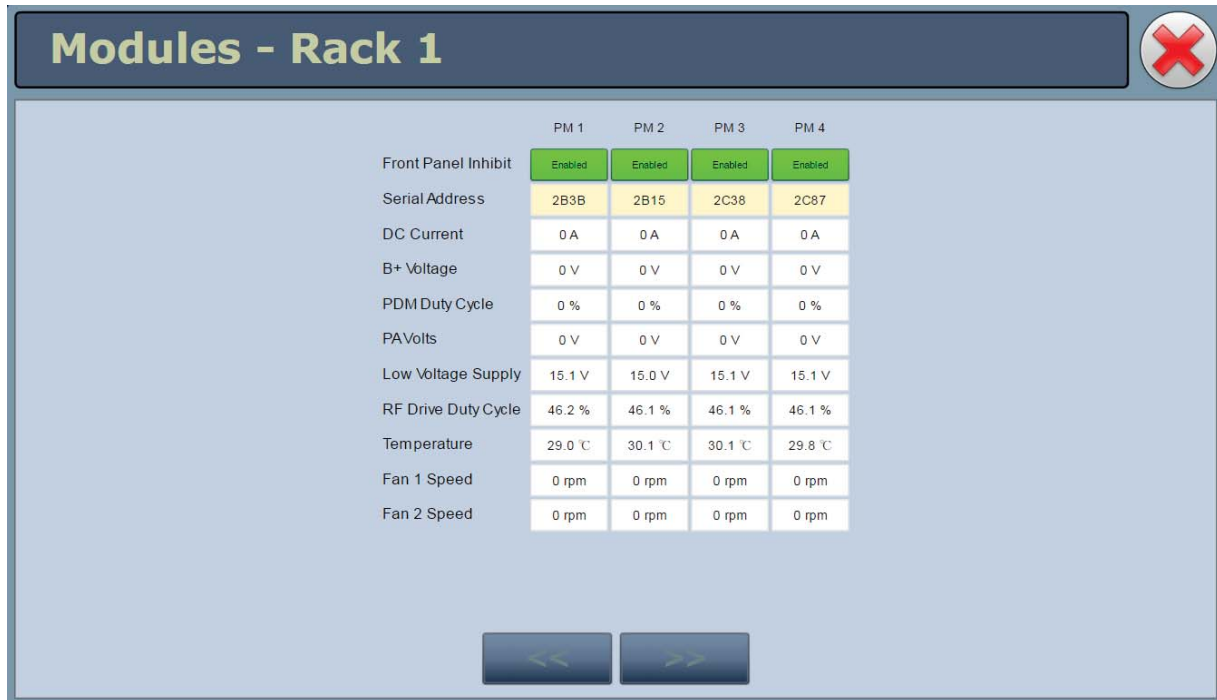 Modules - Rack 1
PM 1 PM 2 PM 3 PM 4
Front Panel Inhibit Enabled Enabled Enabled Enabled
Serial Address 2B3B 2B15 2C38 2C87
DC Current 0 A 0 A 0 A 0 A
B+ Voltage 0 V 0 V 0 V 0 V
PDM Duty Cycle 0 % 0 % 0 % 0 %
PA Volts 0 V 0 V 0 V 0 V
Low Voltage Supply 15.1 V 15.0 V 15.1 V 15.1 V
RF Drive Duty Cycle 46.2 % 46.1 % 46.1 % 46.1 %
Temperature 29.0 ℃ 30.1 ℃ 30.1 ℃ 29.8 ℃
Fan 1 Speed 0 rpm 0 rpm 0 rpm 0 rpm
Fan 2 Speed 0 rpm 0 rpm 0 rpm 0 rpm
<< >>